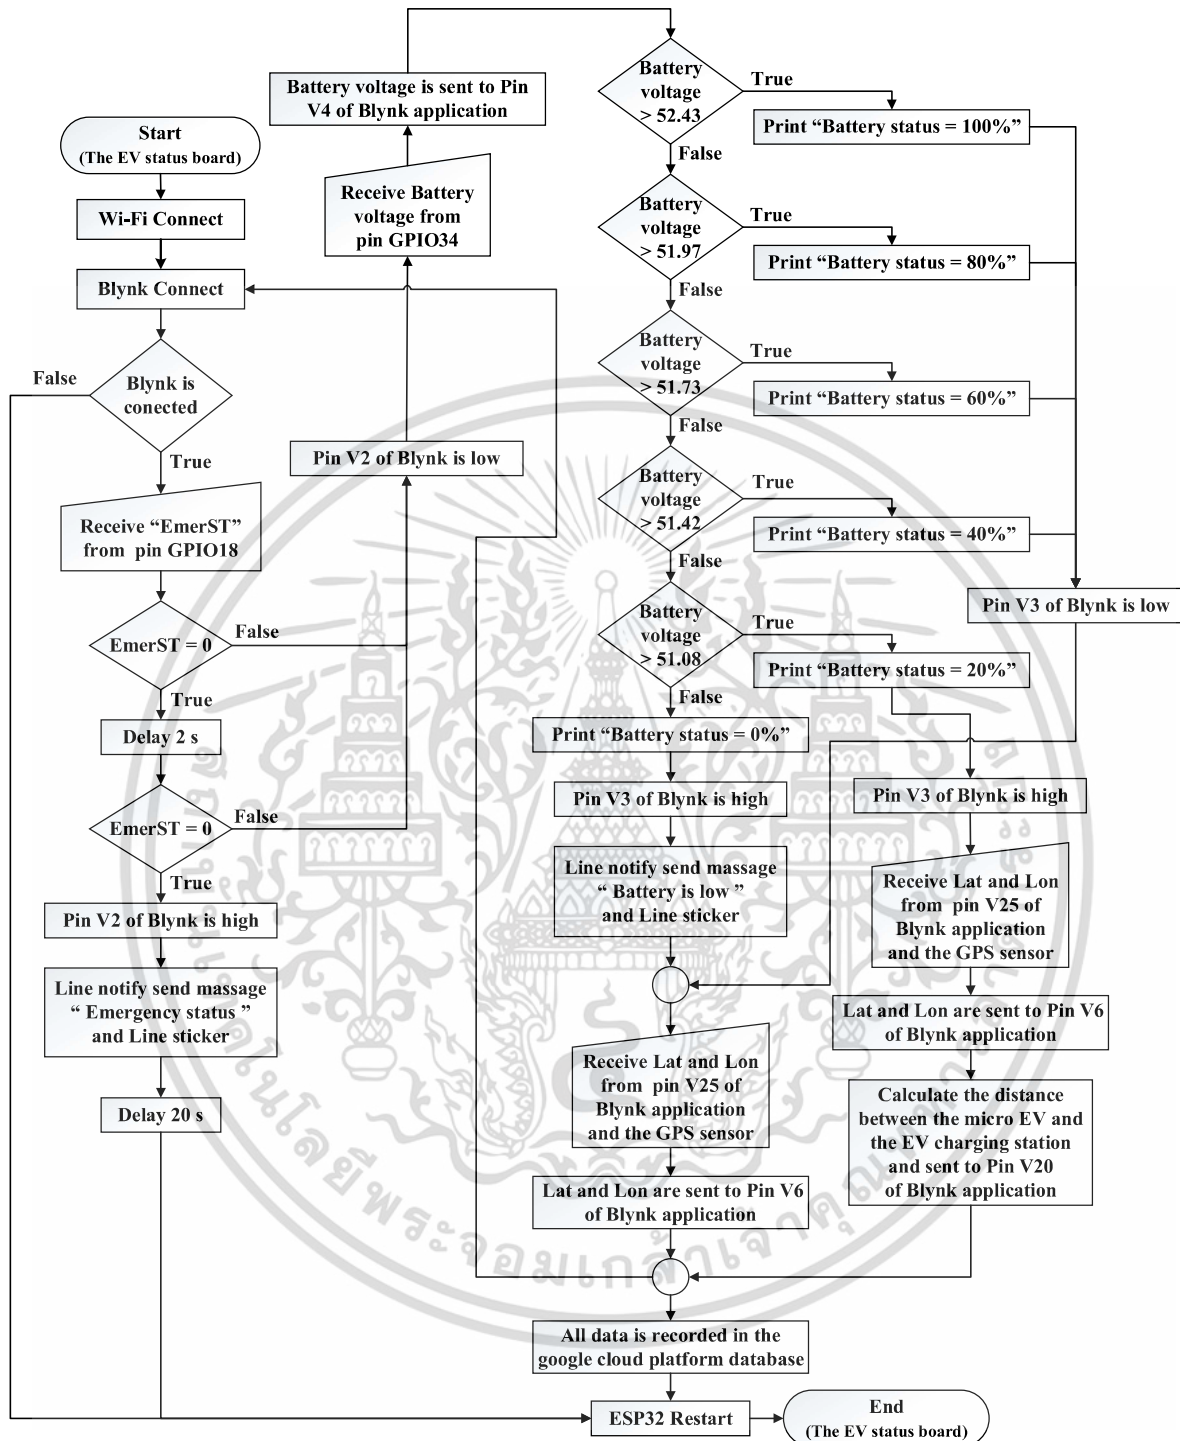 Start
(The EV status board)
Wi-Fi Connect
Blynk Connect
Blynk is
conected
False
True
Receive “EmerST”
from pin GPIO18
EmerST = 0
False
True
Delay 2 s
EmerST = 0
False
True
Pin V2 of Blynk is high
Line notify send massage
“ Emergency status ”
and Line sticker
Delay 20 s
Pin V2 of Blynk is low
Receive Battery
voltage from
pin GPIO34
Battery voltage is sent to Pin
V4 of Blynk application
Battery
voltage
> 52.43
True
Print “Battery status = 100%”
False
Battery
voltage
> 51.97
True
Print “Battery status = 80%”
False
Battery
voltage
> 51.73
True
Print “Battery status = 60%”
False
Battery
voltage
> 51.42
True
Print “Battery status = 40%”
False
Pin V3 of Blynk is low
Battery
voltage
> 51.08
True
Print “Battery status = 20%”
False
Print “Battery status = 0%”
Pin V3 of Blynk is high
Line notify send massage
“ Battery is low ”
and Line sticker
Receive Lat and Lon
from pin V25 of
Blynk application
and the GPS sensor
Lat and Lon are sent to Pin V6
of Blynk application
Pin V3 of Blynk is high
Receive Lat and Lon
from pin V25 of
Blynk application
and the GPS sensor
Lat and Lon are sent to Pin V6
of Blynk application
Calculate the distance
between the micro EV and
the EV charging station
and sent to Pin V20
of Blynk application
All data is recorded in the
google cloud platform database
ESP32 Restart
End
(The EV status board)